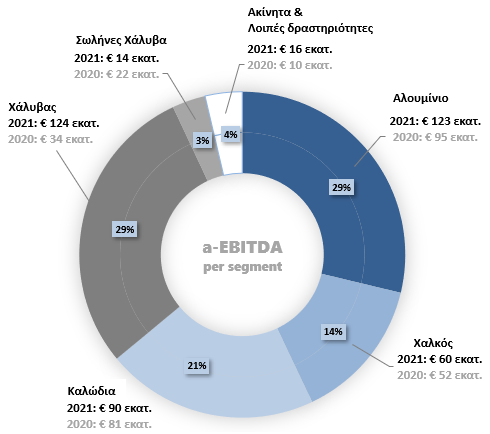 Ακίνητα &
Λοιπές δραστηριότητες
2021: € 16 εκατ.
2020: € 10 εκατ.
Σωλήνες Χάλυβα
2021: € 14 εκατ.
2020: € 22 εκατ.
Αλουμίνιο
2021: € 123 εκατ.
2020: € 95 εκατ.
Χάλυβας
2021: € 124 εκατ.
2020: € 34 εκατ.
3%
4%
29%
29%
a-EBITDA
per segment
14%
21%
Χαλκός
2021: € 60 εκατ.
2020: € 52 εκατ.
Καλώδια
2021: € 90 εκατ.
2020: € 81 εκατ.